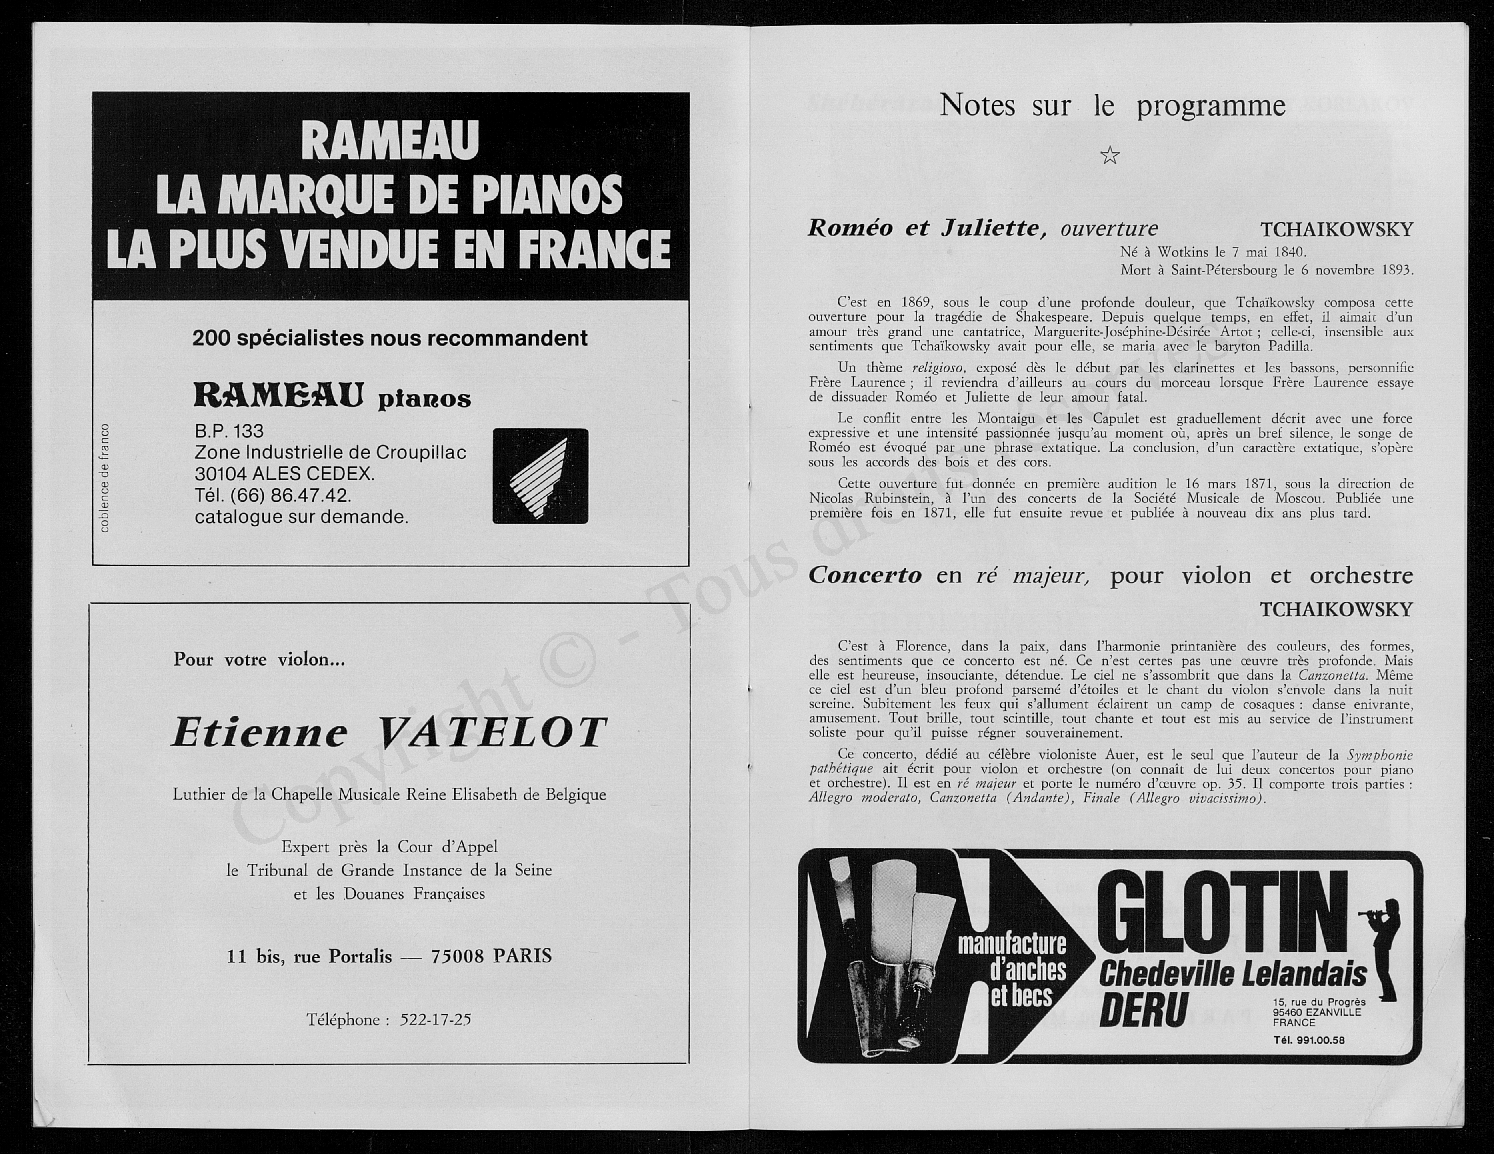 RAMEAU
LA MARQUE DE PIANOS
LA PLUS VENDUE EN FRANCE
200 spécialistes nous recommandent
RAMEAU pianos
B.P. 133
Zone Industrielle de Croupillac
30104 ALES CEDEX.
Tél. (66) 86.47.42.
catalogue sur demande.
coblence de franco
Pour votre violon...
Etienne VATELOT
Luthier de la Chapelle Musicale Reine Elisabeth de Belgique
Expert près la Cour d'Appel
le Tribunal de Grande Instance de la Seine
et les Douanes Françaises
11 bis, rue Portalis — 75008 PARIS
Téléphone : 522-17-25
Notes sur le programme
☆
Roméo et Juliette, ouverture TCHAIKOWSKY
Né à Wotkins le 7 mai 1840.
Mort à Saint-Pétersbourg le 6 novembre 1893.
C'est en 1869, sous le coup d'une profonde douleur, que Tchaïkowsky composa cette
ouverture pour la tragédie de Shakespeare. Depuis quelque temps, en effet, il aimait d'un
amour très grand une cantatrice, Marguerite-Joséphine-Désirée Artot ; celle-ci, insensible aux
sentiments que Tchaïkowsky avait pour elle, se maria avec le baryton Padilla.
Un thème religioso, exposé dès le début par les clarinettes et les bassons, personnifie
Frère Laurence ; il reviendra d'ailleurs au cours du morceau lorsque Frère Laurence essaye
de dissuader Roméo et Juliette de leur amour fatal.
Le conflit entre les Montaigu et les Capulet est graduellement décrit avec une force
expressive et une intensité passionnée jusqu'au moment où, après un bref silence, le songe de
Roméo est évoqué par une phrase extatique. La conclusion, d'un caractère extatique, s'opère
sous les accords des bois et des cors.
Cette ouverture fut donnée en première audition le 16 mars 1871, sous la direction de
Nicolas Rubinstein, à l'un des concerts de la Société Musicale de Moscou. Publiée une
première fois en 1871, elle fut ensuite revue et publiée à nouveau dix ans plus tard.
Concerto en ré majeur, pour violon et orchestre
TCHAIKOWSKY
C'est à Florence, dans la paix, dans l'harmonie printanière des couleurs, des formes,
des sentiments que ce concerto est né. Ce n'est certes pas une œuvre très profonde. Mais
elle est heureuse, insouciante, détendue. Le ciel ne s'assombrit que dans la Canzonetta. Même
ce ciel est d'un bleu profond parsemé d'étoiles et le chant du violon s'envole dans la nuit
sereine. Subitement les feux qui s'allument éclairent un camp de cosaques : danse enivrante,
amusement. Tout brille, tout scintille, tout chante et tout est mis au service de l'instrument
soliste pour qu'il puisse régner souverainement.
Ce concerto, dédié au célèbre violoniste Auer, est le seul que l'auteur de la Symphonie
pathétique ait écrit pour violon et orchestre (on connait de lui deux concertos pour piano
et orchestre). Il est en ré majeur et porte le numéro d'œuvre op. 35. Il comporte trois parties :
Allegro moderato, Canzonetta (Andante), Finale (Allegro vivacissimo).
manufacture
d'anches
et becs
GLOTIN
Chedeville Lelandais
DERU
15, rue du Progrès
95460 EZANVILLE
FRANCE
Tél. 991.00.58
Copyright © - Tous droits réservés